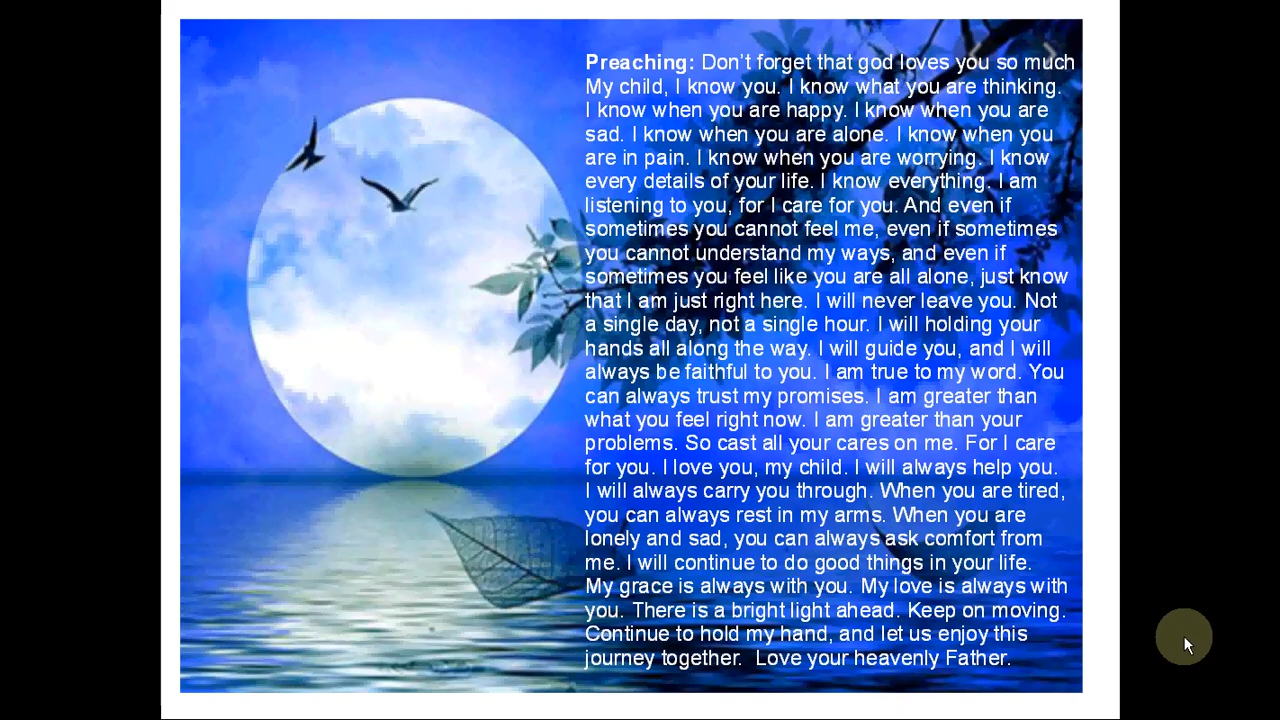 Preaching: Don't forget that god loves you so much
My child, I know you. I know what you are thinking.
I know when you are happy. I know when you are
sad. I know when you are alone. I know when you
are in pain. I know when you are worrying. I know
every details of your life. I know everything. I am
listening to you, for I care for you. And even if
sometimes you cannot feel me, even if sometimes
you cannot understand my ways, and even if
sometimes you feel like you are all alone, just know
that I am just right here. I will never leave you. Not
a single day, not a single hour. I will holding your
hands all along the way. I will guide you, and I will
always be faithful to you. I am true to my word. You
can always trust my promises. I am greater than
what you feel right now. I am greater than your
problems. So cast all your cares on me. For I care
for you. I love you, my child. I will always help you.
I will always carry you through. When you are tired,
you can always rest in my arms. When you are
lonely and sad, you can always ask comfort from
me. I will continue to do good things in your life.
My grace is always with you. My love is always with
you. There is a bright light ahead. Keep on moving.
Continue to hold my hand, and let us enjoy this
journey together. Love your heavenly Father.